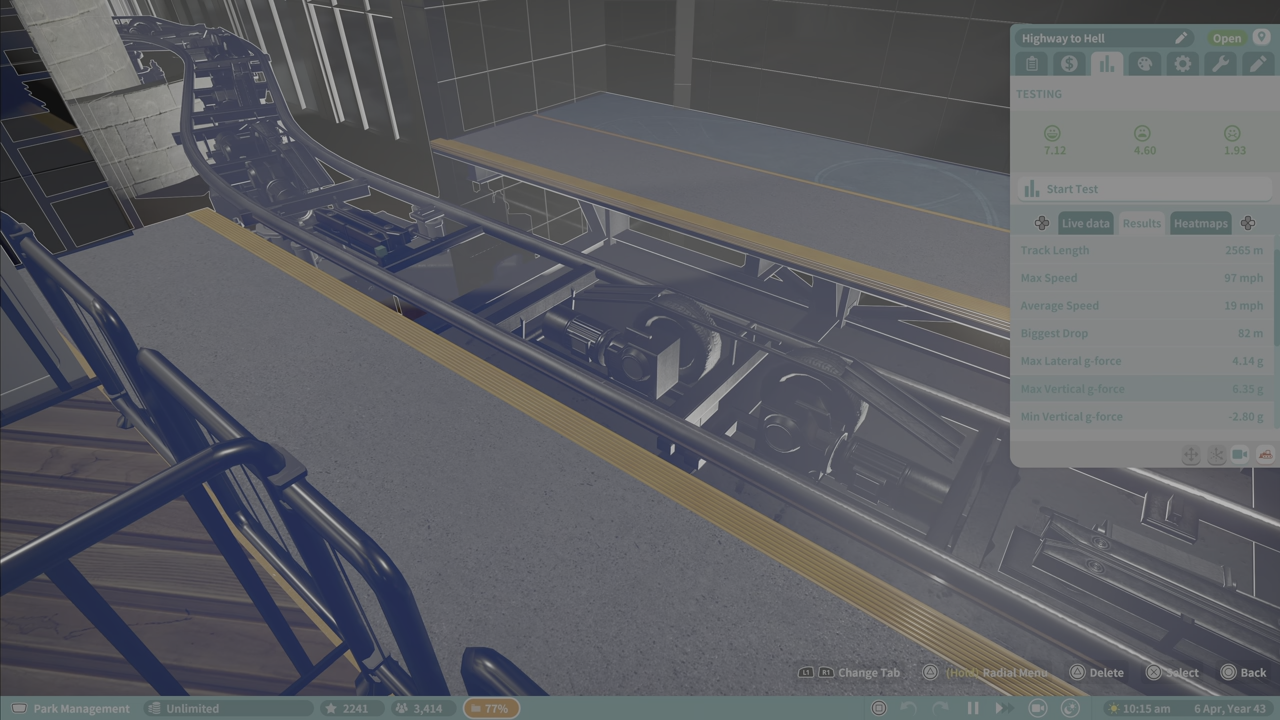 Highway to Hell
Open
TESTING
7.12 4.60 1.93
Start Test
Live data Results Heatmaps
Track Length 2565 m
Max Speed 97 mph
Average Speed 19 mph
Biggest Drop 82 m
Max Lateral g-force 4.14 g
Max Vertical g-force 6.35 g
Min Vertical g-force -2.80 g
L1 R1 Change Tab (Hold) Radial Menu Delete Select Back
Park Management Unlimited 2241 3,414 77% 10:15 am 6 Apr, Year 43